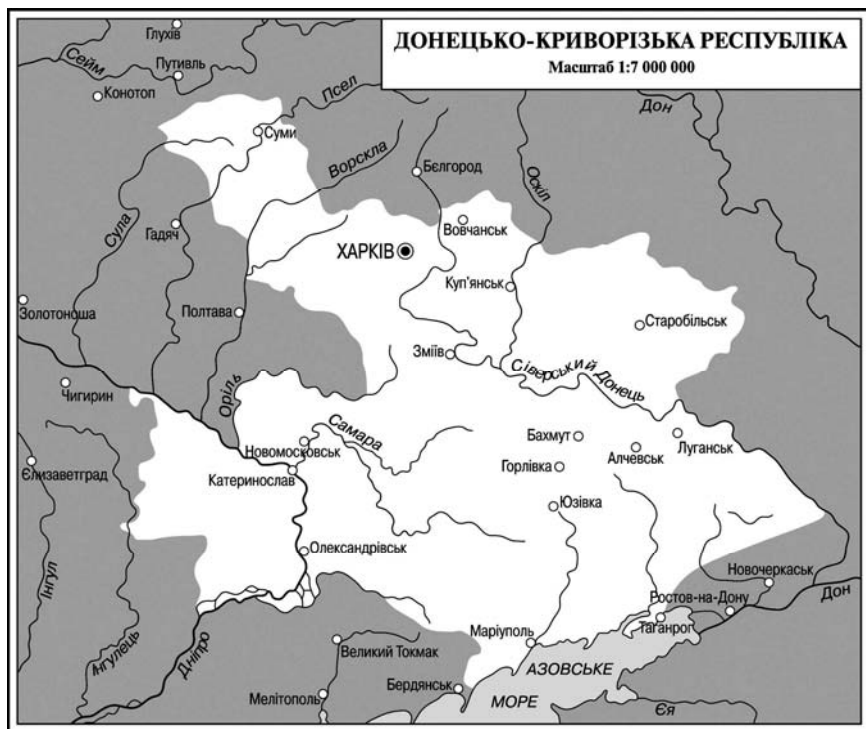 ДОНЕЦЬКО-КРИВОРІЗЬКА РЕСПУБЛІКА
Масштаб 1:7 000 000
Глухів
Сейм
Путивль
Конотоп
Псел
Суми
Ворскла
Бєлгород
Оскіл
Дон
Сула
Гадяч
Вовчанськ
ХАРКІВ
Куп'янськ
Золотоноша
Полтава
Старобільськ
Зміїв
Сіверський Донець
Чигирин
Оріль
Самара
Новомосковськ
Бахмут
Луганськ
Алчевськ
Єлизаветград
Катеринослав
Горлівка
Юзівка
Олександрівськ
Інгул
Новочеркаськ
Ростов-на-Дону
Дон
Таганрог
Інгулець
Дніпро
Маріуполь
Великий Токмак
АЗОВСЬКЕ
МОРЕ
Мелітополь
Бердянськ
Єя